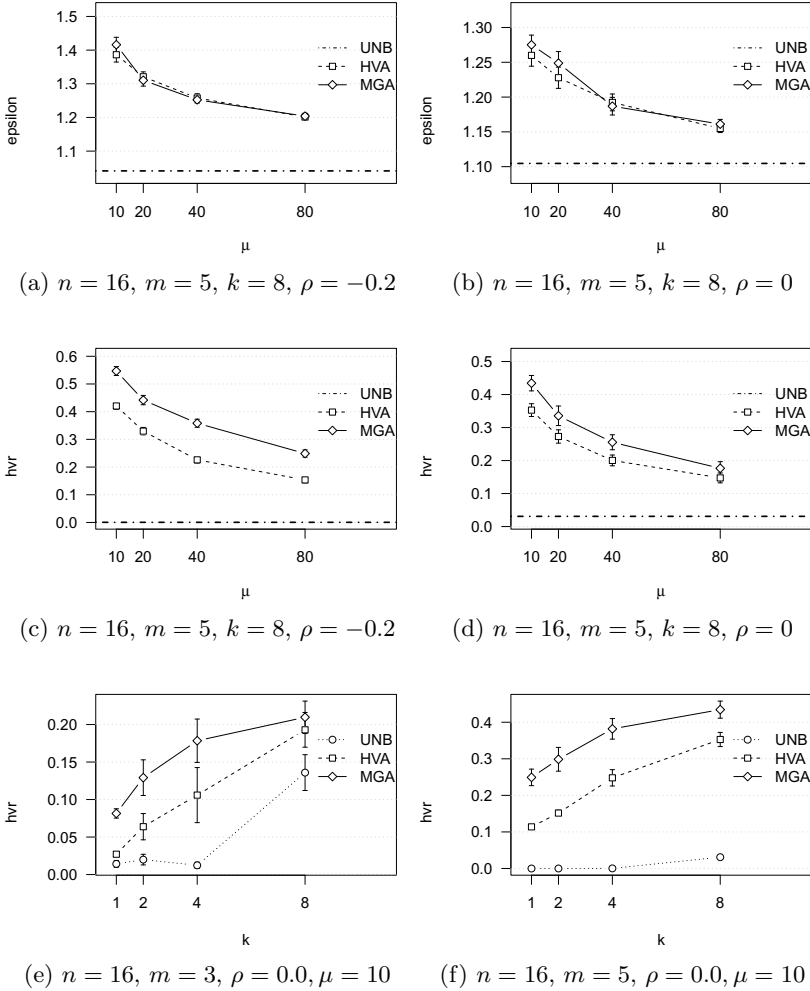 1.5
1.4
1.3
1.2
1.1
epsilon
UNB
HVA
MGA
10 20 40 80
μ
(a) n = 16, m = 5, k = 8, ρ = −0.2
1.30
1.25
1.20
1.15
1.10
epsilon
UNB
HVA
MGA
10 20 40 80
μ
(b) n = 16, m = 5, k = 8, ρ = 0
0.6
0.5
0.4
0.3
0.2
0.1
0.0
hvr
UNB
HVA
MGA
10 20 40 80
μ
(c) n = 16, m = 5, k = 8, ρ = −0.2
0.5
0.4
0.3
0.2
0.1
0.0
hvr
UNB
HVA
MGA
10 20 40 80
μ
(d) n = 16, m = 5, k = 8, ρ = 0
0.20
0.15
0.10
0.05
0.00
hvr
UNB
HVA
MGA
1 2 4 8
k
(e) n = 16, m = 3, ρ = 0.0, μ = 10
0.4
0.3
0.2
0.1
0.0
hvr
UNB
HVA
MGA
1 2 4 8
k
(f) n = 16, m = 5, ρ = 0.0, μ = 10